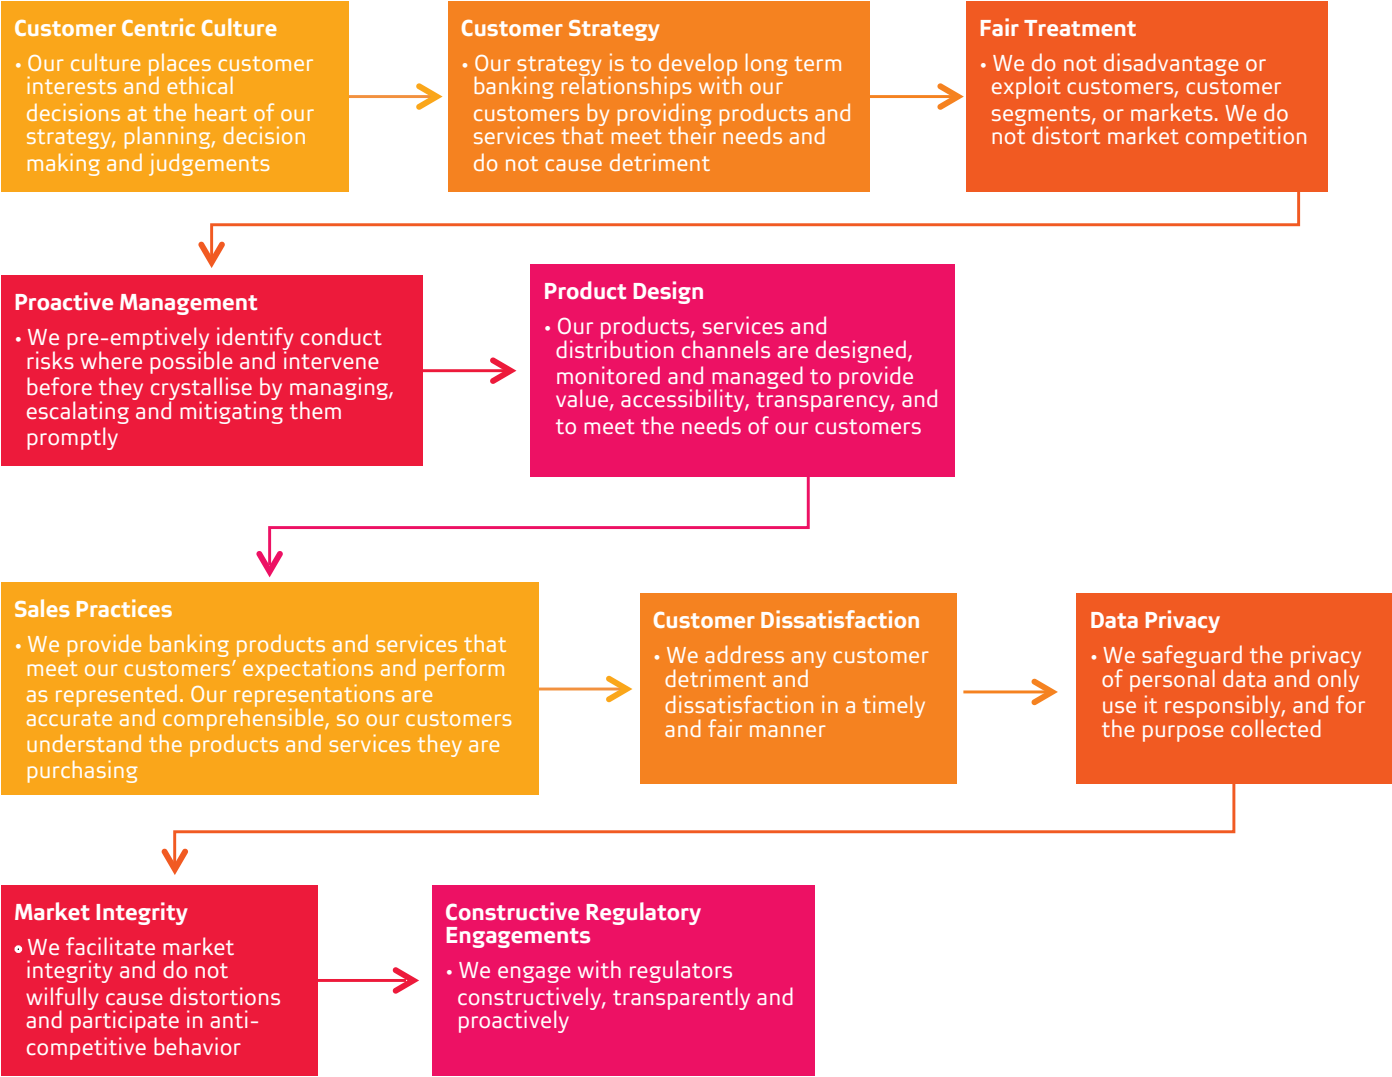 Customer Centric Culture
• Our culture places customer
interests and ethical
decisions at the heart of our
strategy, planning, decision
making and judgements
Customer Strategy
• Our strategy is to develop long term
banking relationships with our
customers by providing products and
services that meet their needs and
do not cause detriment
Fair Treatment
• We do not disadvantage or
exploit customers, customer
segments, or markets. We do
not distort market competition
Proactive Management
• We pre-emptively identify conduct
risks where possible and intervene
before they crystallise by managing,
escalating and mitigating them
promptly
Product Design
• Our products, services and
distribution channels are designed,
monitored and managed to provide
value, accessibility, transparency, and
to meet the needs of our customers
Sales Practices
• We provide banking products and services that
meet our customers’ expectations and perform
as represented. Our representations are
accurate and comprehensible, so our customers
understand the products and services they are
purchasing
Customer Dissatisfaction
• We address any customer
detriment and
dissatisfaction in a timely
and fair manner
Data Privacy
• We safeguard the privacy
of personal data and only
use it responsibly, and for
the purpose collected
Market Integrity
• We facilitate market
integrity and do not
wilfully cause distortions
and participate in anti-
competitive behavior
Constructive Regulatory
Engagements
• We engage with regulators
constructively, transparently and
proactively